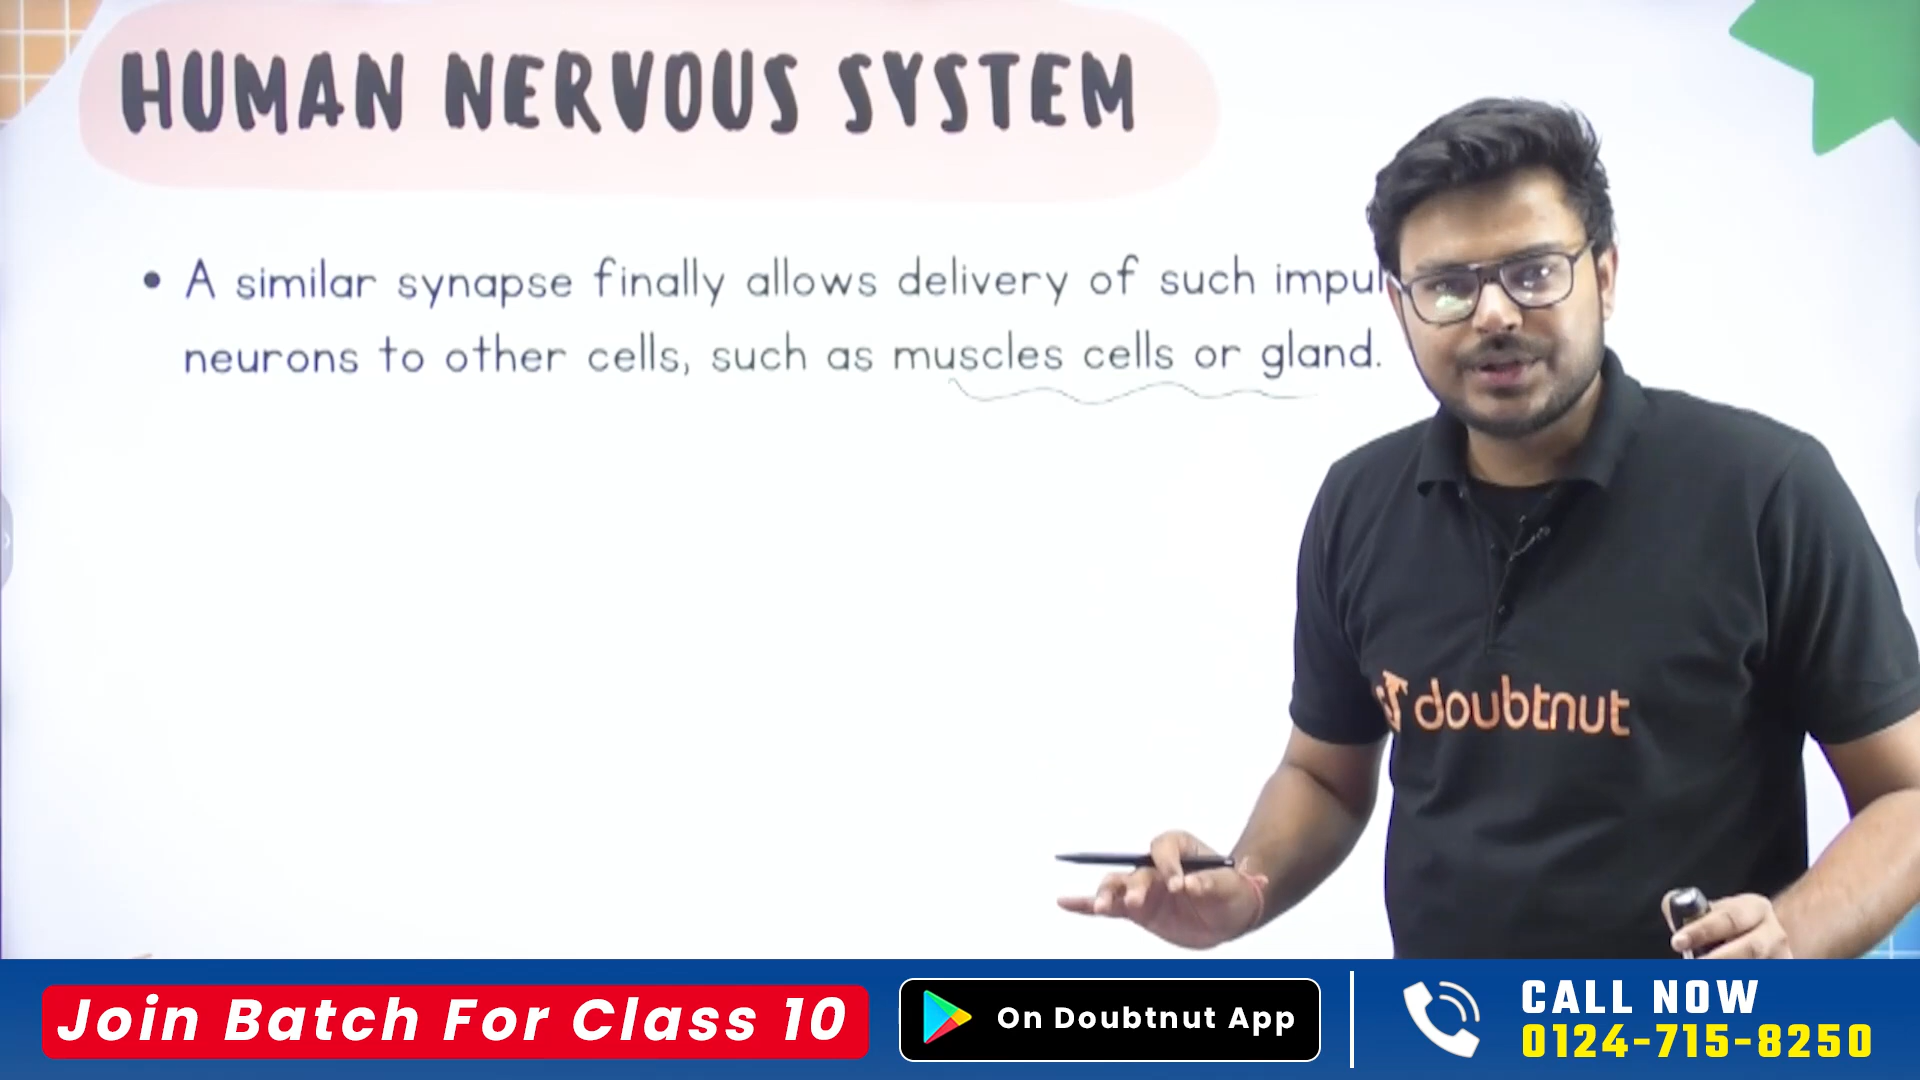 HUMAN NERVOUS SYSTEM
• A similar synapse finally allows delivery of such
neurons to other cells, such as muscles cells or gland.
doubtnut
Join Batch For Class 10
On Doubtnut App
CALL NOW
0124-715-8250